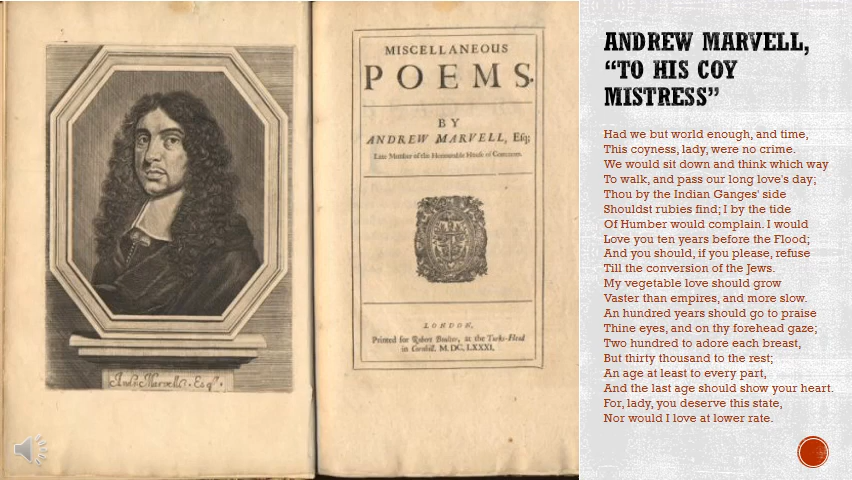 MISCELLANEOUS
POEMS.
BY
ANDREW MARVELL, Esq;
Late Member of the Honourable House of Commons.
LONDON,
Printed for Robert Boulter, at the Turks-Head
in Cornhill, M. DC. LXXXI.
Andr. Marvell. Esqr.
ANDREW MARVELL,
“TO HIS COY
MISTRESS”
Had we but world enough, and time,
This coyness, lady, were no crime.
We would sit down and think which way
To walk, and pass our long love's day;
Thou by the Indian Ganges' side
Shouldst rubies find; I by the tide
Of Humber would complain. I would
Love you ten years before the Flood;
And you should, if you please, refuse
Till the conversion of the Jews.
My vegetable love should grow
Vaster than empires, and more slow.
An hundred years should go to praise
Thine eyes, and on thy forehead gaze;
Two hundred to adore each breast,
But thirty thousand to the rest;
An age at least to every part,
And the last age should show your heart.
For, lady, you deserve this state,
Nor would I love at lower rate.